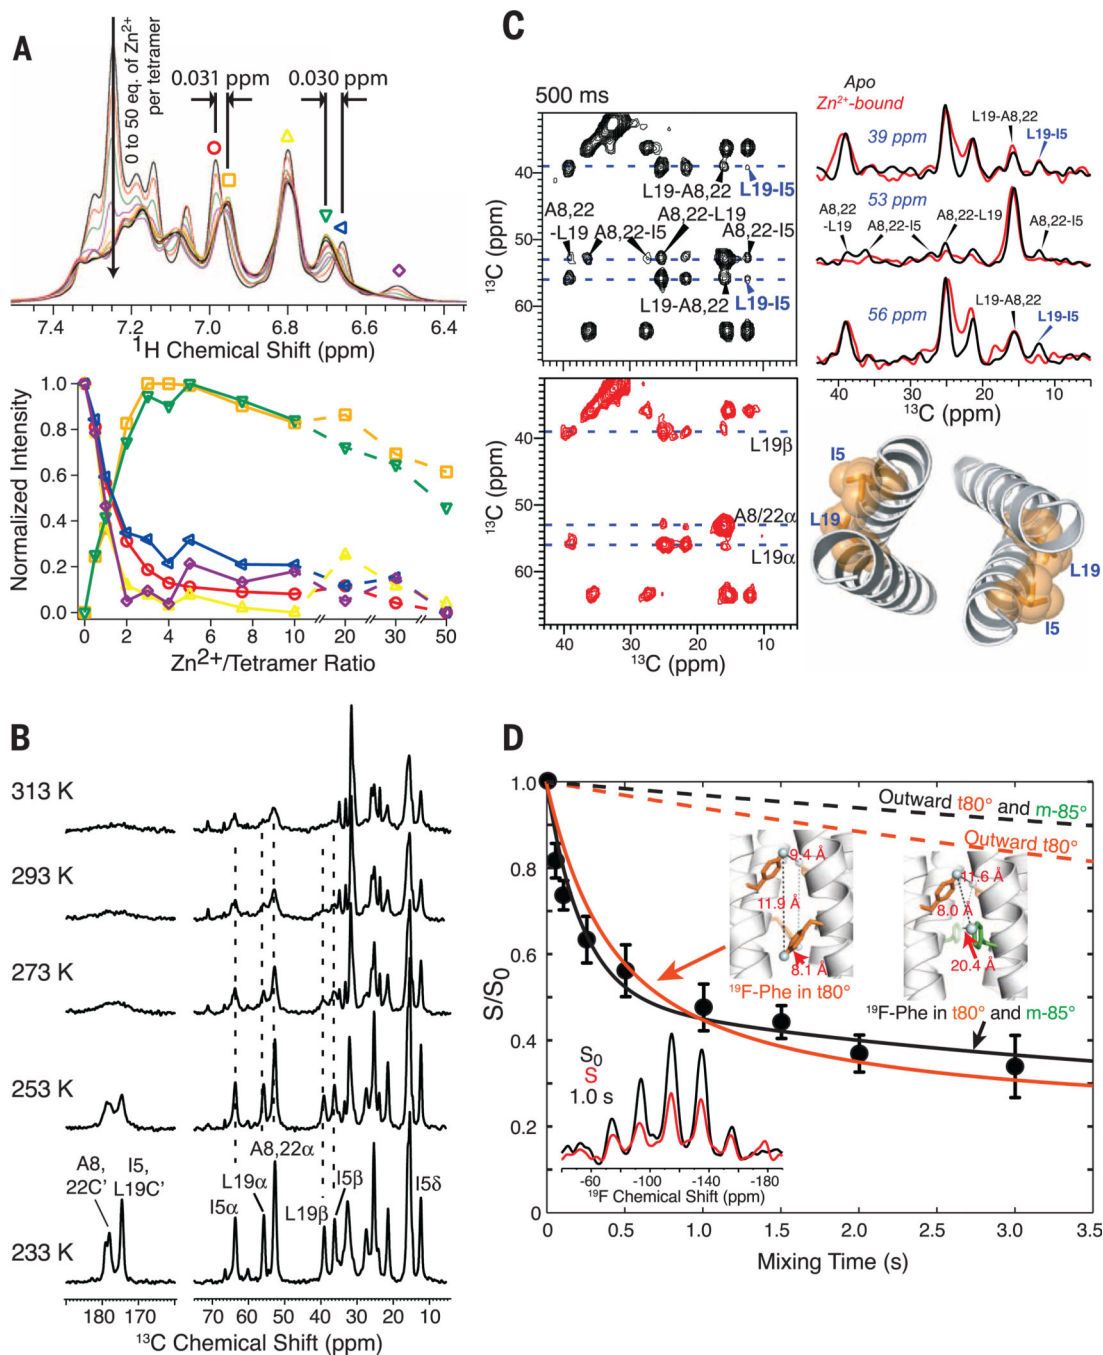 A
0 to 50 eq. of Zn2+
per tetramer
0.031 ppm
0.030 ppm
7.4
7.2
7.0
6.8
6.6
6.4
1H Chemical Shift (ppm)
Normalized Intensity
1.0
0.8
0.6
0.4
0.2
0.0
0
2
4
6
8
10
20
30
50
Zn2+/Tetramer Ratio
B
313 K
293 K
273 K
253 K
233 K
A8,
22C'
I5,
L19C'
I5α
L19α
A8,22α
L19β
I5β
I5δ
180
170
70
60
50
40
30
20
10
13C Chemical Shift (ppm)
C
500 ms
13C (ppm)
40
50
60
L19-A8,22
L19-I5
A8,22
-L19
A8,22-I5
A8,22-L19
A8,22-I5
L19-A8,22
L19-I5
13C (ppm)
40
50
60
L19β
A8/22α
L19α
40
30
20
10
13C (ppm)
Apo
Zn2+-bound
39 ppm
L19-A8,22
L19-I5
53 ppm
A8,22
-L19
A8,22-I5
A8,22-L19
A8,22-I5
56 ppm
L19-A8,22
L19-I5
40
30
20
10
13C (ppm)
I5
L19
L19
I5
D
S/S0
1.0
0.8
0.6
0.4
0.2
0
Outward t80° and m-85°
Outward t80°
9.4 Å
11.9 Å
8.1 Å
19F-Phe in t80°
11.6 Å
8.0 Å
20.4 Å
19F-Phe in t80° and m-85°
S0
S
1.0 s
-60
-100
-140
-190
19F Chemical Shift (ppm)
0
0.5
1.0
1.5
2.0
2.5
3.0
3.5
Mixing Time (s)